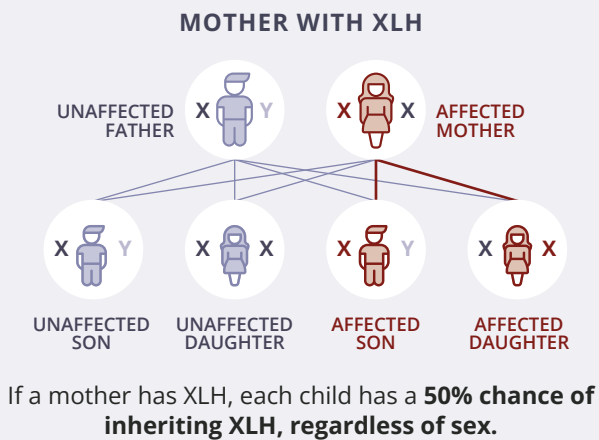 MOTHER WITH XLH
UNAFFECTED
FATHER
X
Y
X
X
AFFECTED
MOTHER
X
Y
X
X
X
Y
X
X
UNAFFECTED
SON
UNAFFECTED
DAUGHTER
AFFECTED
SON
AFFECTED
DAUGHTER
If a mother has XLH, each child has a 50% chance of
inheriting XLH, regardless of sex.